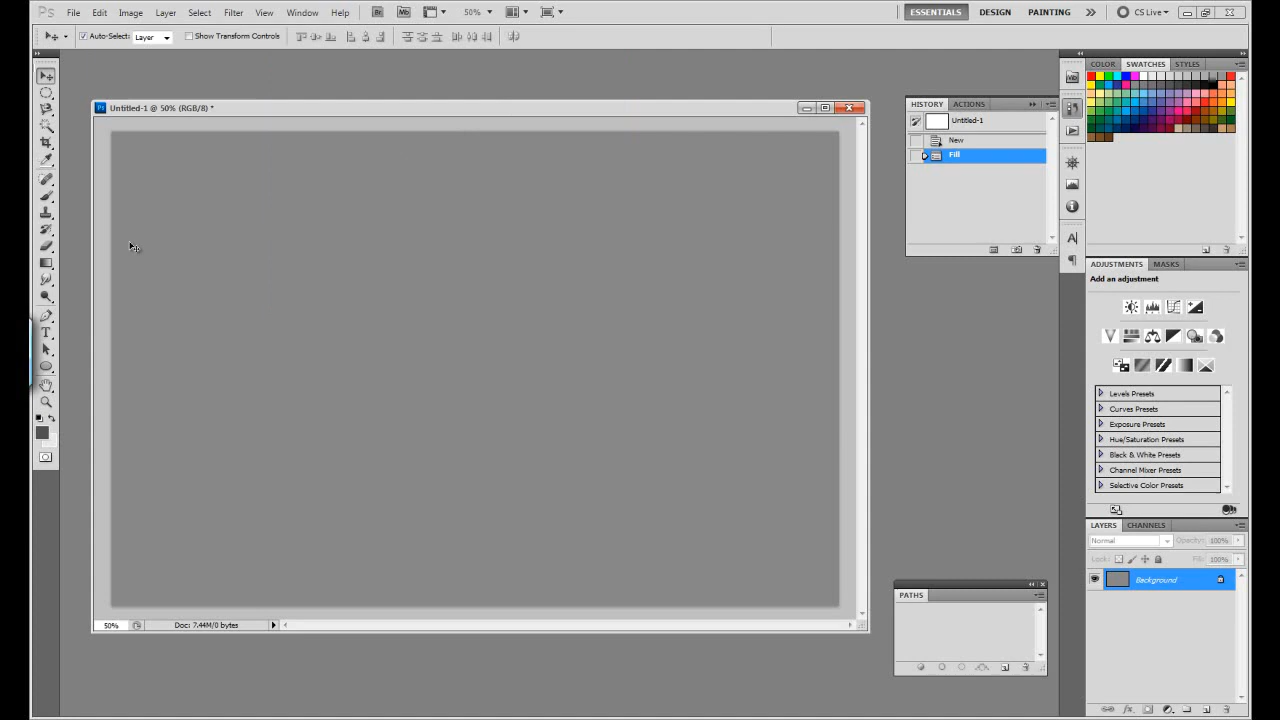 Ps File Edit Image Layer Select Filter View Window Help Br Mb 50% ESSENTIALS DESIGN PAINTING CS Live
Auto-Select: Layer Show Transform Controls
COLOR SWATCHES STYLES
Untitled-1 @ 50% (RGB/8) *
HISTORY ACTIONS
Untitled-1
New
Fill
ADJUSTMENTS MASKS
Add an adjustment
Levels Presets
Curves Presets
Exposure Presets
Hue/Saturation Presets
Black & White Presets
Channel Mixer Presets
Selective Color Presets
LAYERS CHANNELS
Normal Opacity: 100%
Lock: Fill: 100%
Background
PATHS
50% Doc: 7.44M/0 bytes